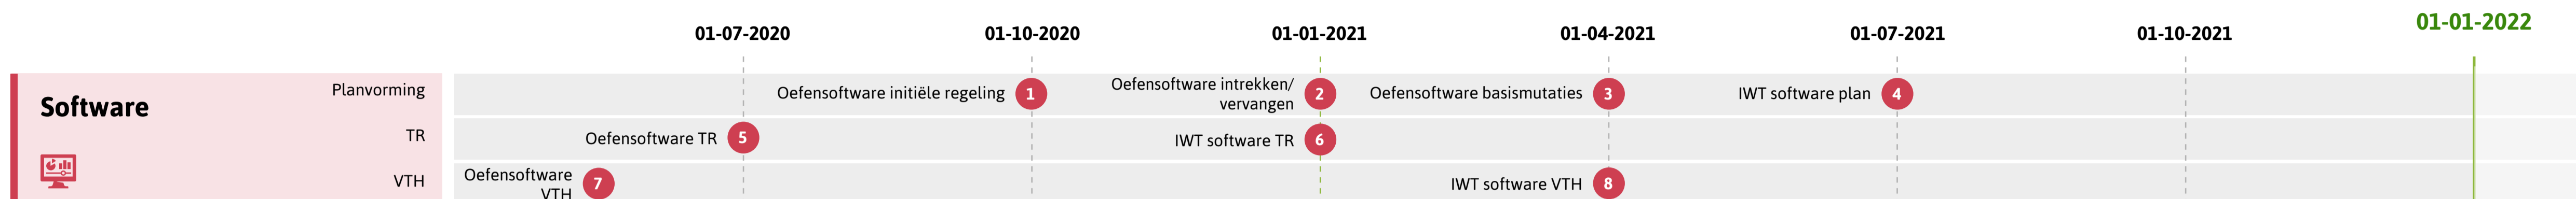 01-07-2020 01-10-2020 01-01-2021 01-04-2021 01-07-2021 01-10-2021 01-01-2022
Software
Planvorming
Oefensoftware initiële regeling 1
Oefensoftware intrekken/
vervangen 2
Oefensoftware basismutaties 3
IWT software plan 4
TR
Oefensoftware TR 5
IWT software TR 6
VTH
Oefensoftware
VTH 7
IWT software VTH 8